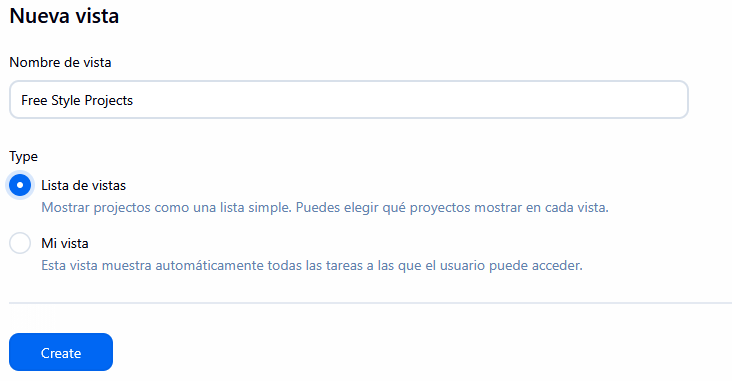 Nueva vista
Nombre de vista
Free Style Projects
Type
Lista de vistas
Mostrar projectos como una lista simple. Puedes elegir qué proyectos mostrar en cada vista.
Mi vista
Esta vista muestra automáticamente todas las tareas a las que el usuario puede acceder.
Create